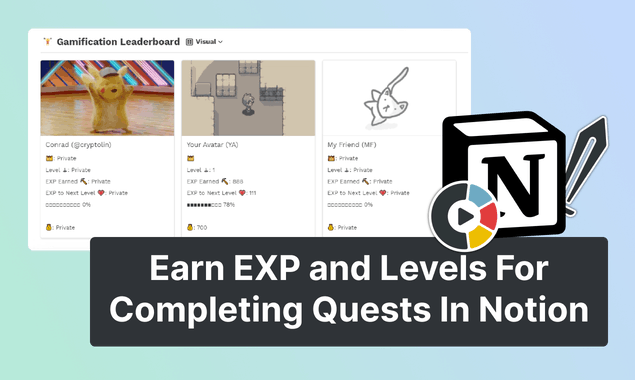 Gamification Leaderboard Visual
Conrad (@cryptolin)
: Private
Level : Private
EXP Earned : Private
EXP to Next Level : Private
0%
: Private
Your Avatar (YA)
Level : 1
EXP Earned : 888
EXP to Next Level : 111
78%
: 700
My Friend (MF)
: Private
Level : Private
EXP Earned : Private
EXP to Next Level : Private
0%
: Private
N
Earn EXP and Levels For
Completing Quests In Notion